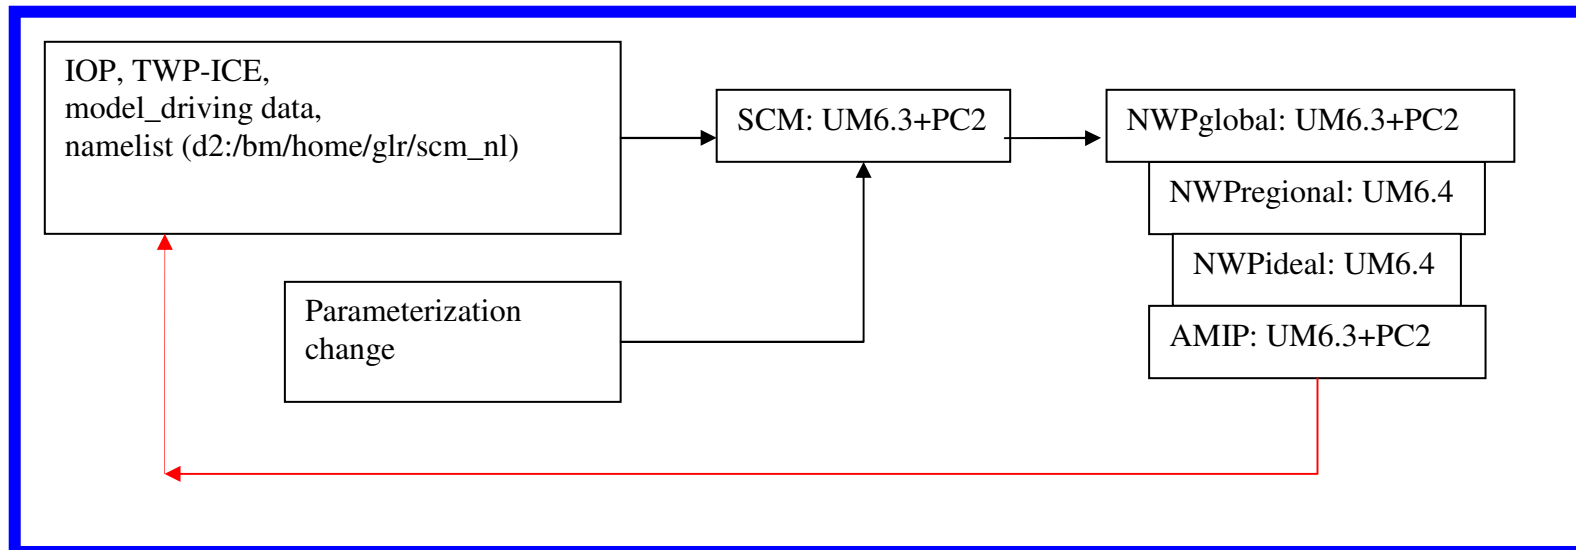 IOP, TWP-ICE,
model_driving data,
namelist (d2:/bm/home/glr/scm_nl)
SCM: UM6.3+PC2
NWPglobal: UM6.3+PC2
NWPregional: UM6.4
NWPideal: UM6.4
AMIP: UM6.3+PC2
Parameterization
change